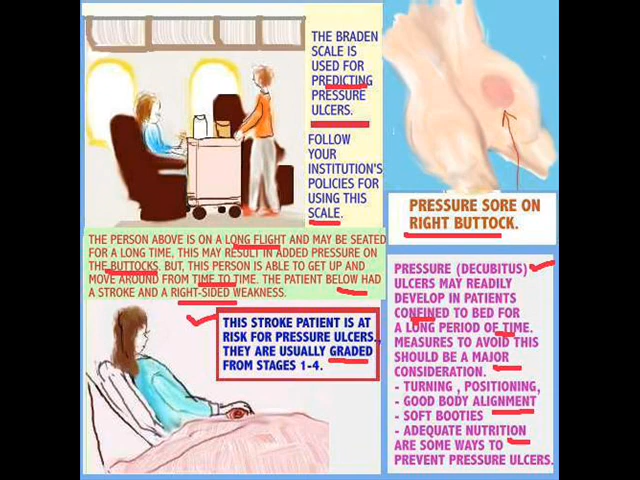 THE BRADEN
SCALE IS
USED FOR
PREDICTING
PRESSURE
ULCERS.
FOLLOW
YOUR
INSTITUTION'S
POLICIES FOR
USING THIS
SCALE.
PRESSURE SORE ON
RIGHT BUTTOCK.
THE PERSON ABOVE IS ON A LONG FLIGHT AND MAY BE SEATED
FOR A LONG TIME, THIS MAY RESULT IN ADDED PRESSURE ON
THE BUTTOCKS. BUT, THIS PERSON IS ABLE TO GET UP AND
MOVE AROUND FROM TIME TO TIME. THE PATIENT BELOW HAD
A STROKE AND A RIGHT-SIDED WEAKNESS.
THIS STROKE PATIENT IS AT
RISK FOR PRESSURE ULCERS.,
THEY ARE USUALLY GRADED
FROM STAGES 1-4.
PRESSURE (DECUBITUS)
ULCERS MAY READILY
DEVELOP IN PATIENTS
CONFINED TO BED FOR
A LONG PERIOD OF TIME.
MEASURES TO AVOID THIS
SHOULD BE A MAJOR
CONSIDERATION.
- TURNING , POSITIONING,
- GOOD BODY ALIGNMENT
- SOFT BOOTIES
- ADEQUATE NUTRITION
ARE SOME WAYS TO
PREVENT PRESSURE ULCERS.